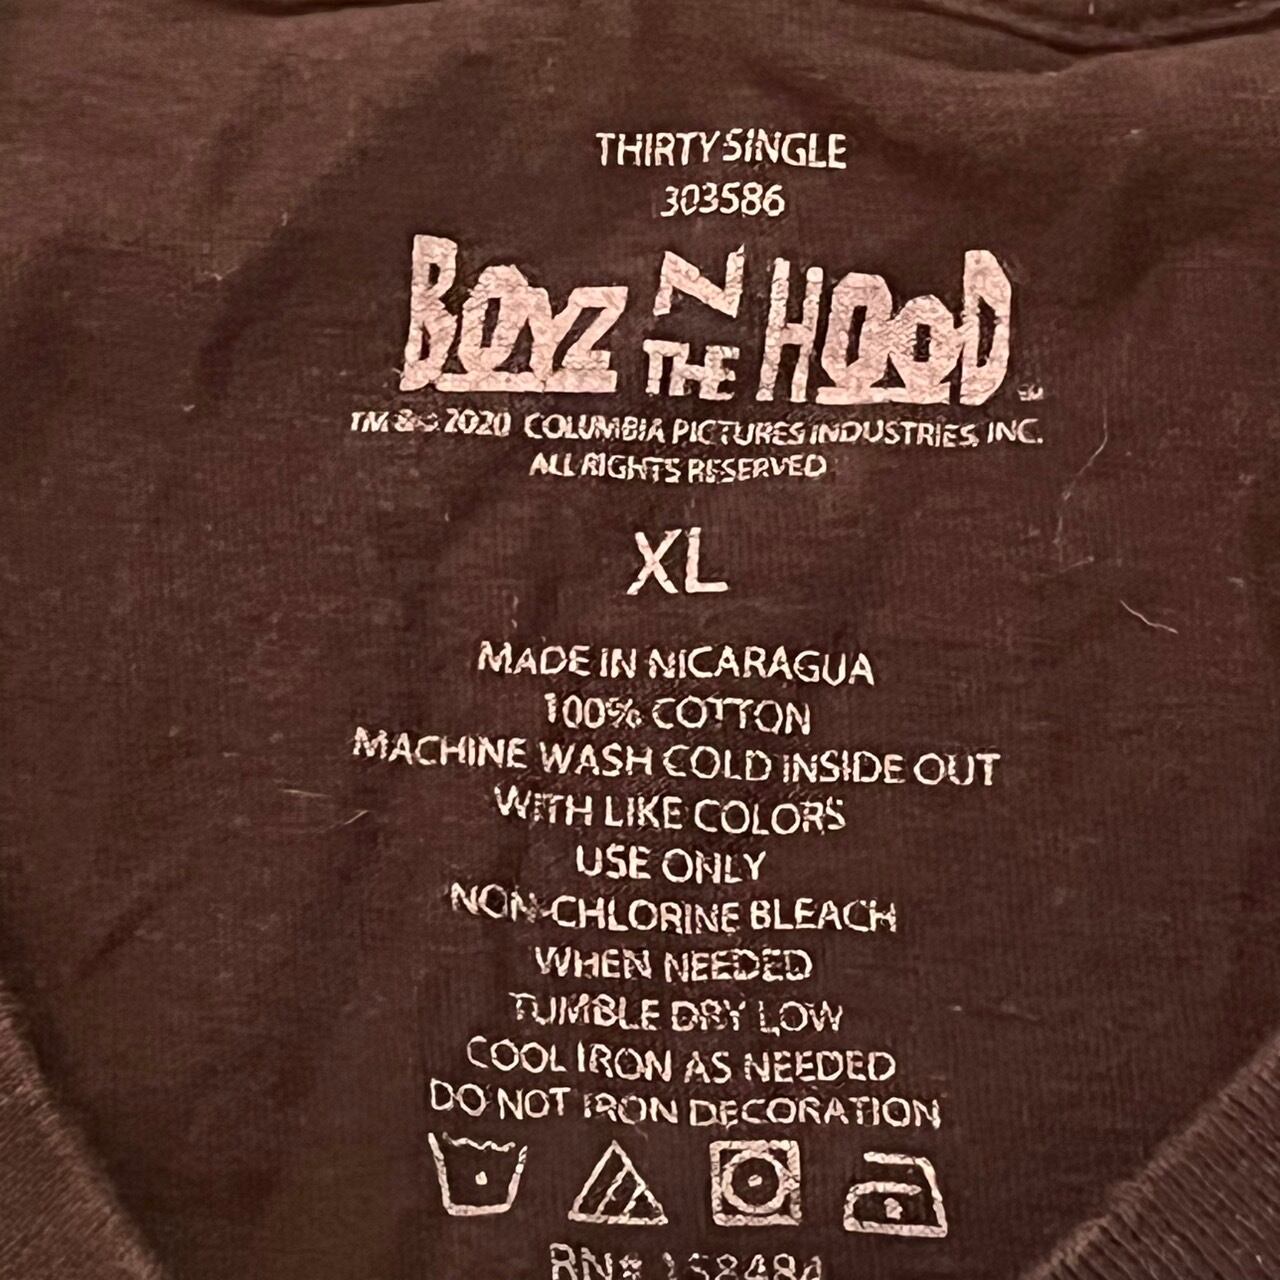 THIRTY SINGLE
303586
BOYZ N THE HOOD
TM & © 2020 COLUMBIA PICTURES INDUSTRIES, INC.
ALL RIGHTS RESERVED
XL
MADE IN NICARAGUA
100% COTTON
MACHINE WASH COLD INSIDE OUT
WITH LIKE COLORS
USE ONLY
NON-CHLORINE BLEACH
WHEN NEEDED
TUMBLE DRY LOW
COOL IRON AS NEEDED
DO NOT IRON DECORATION
RN# 158484